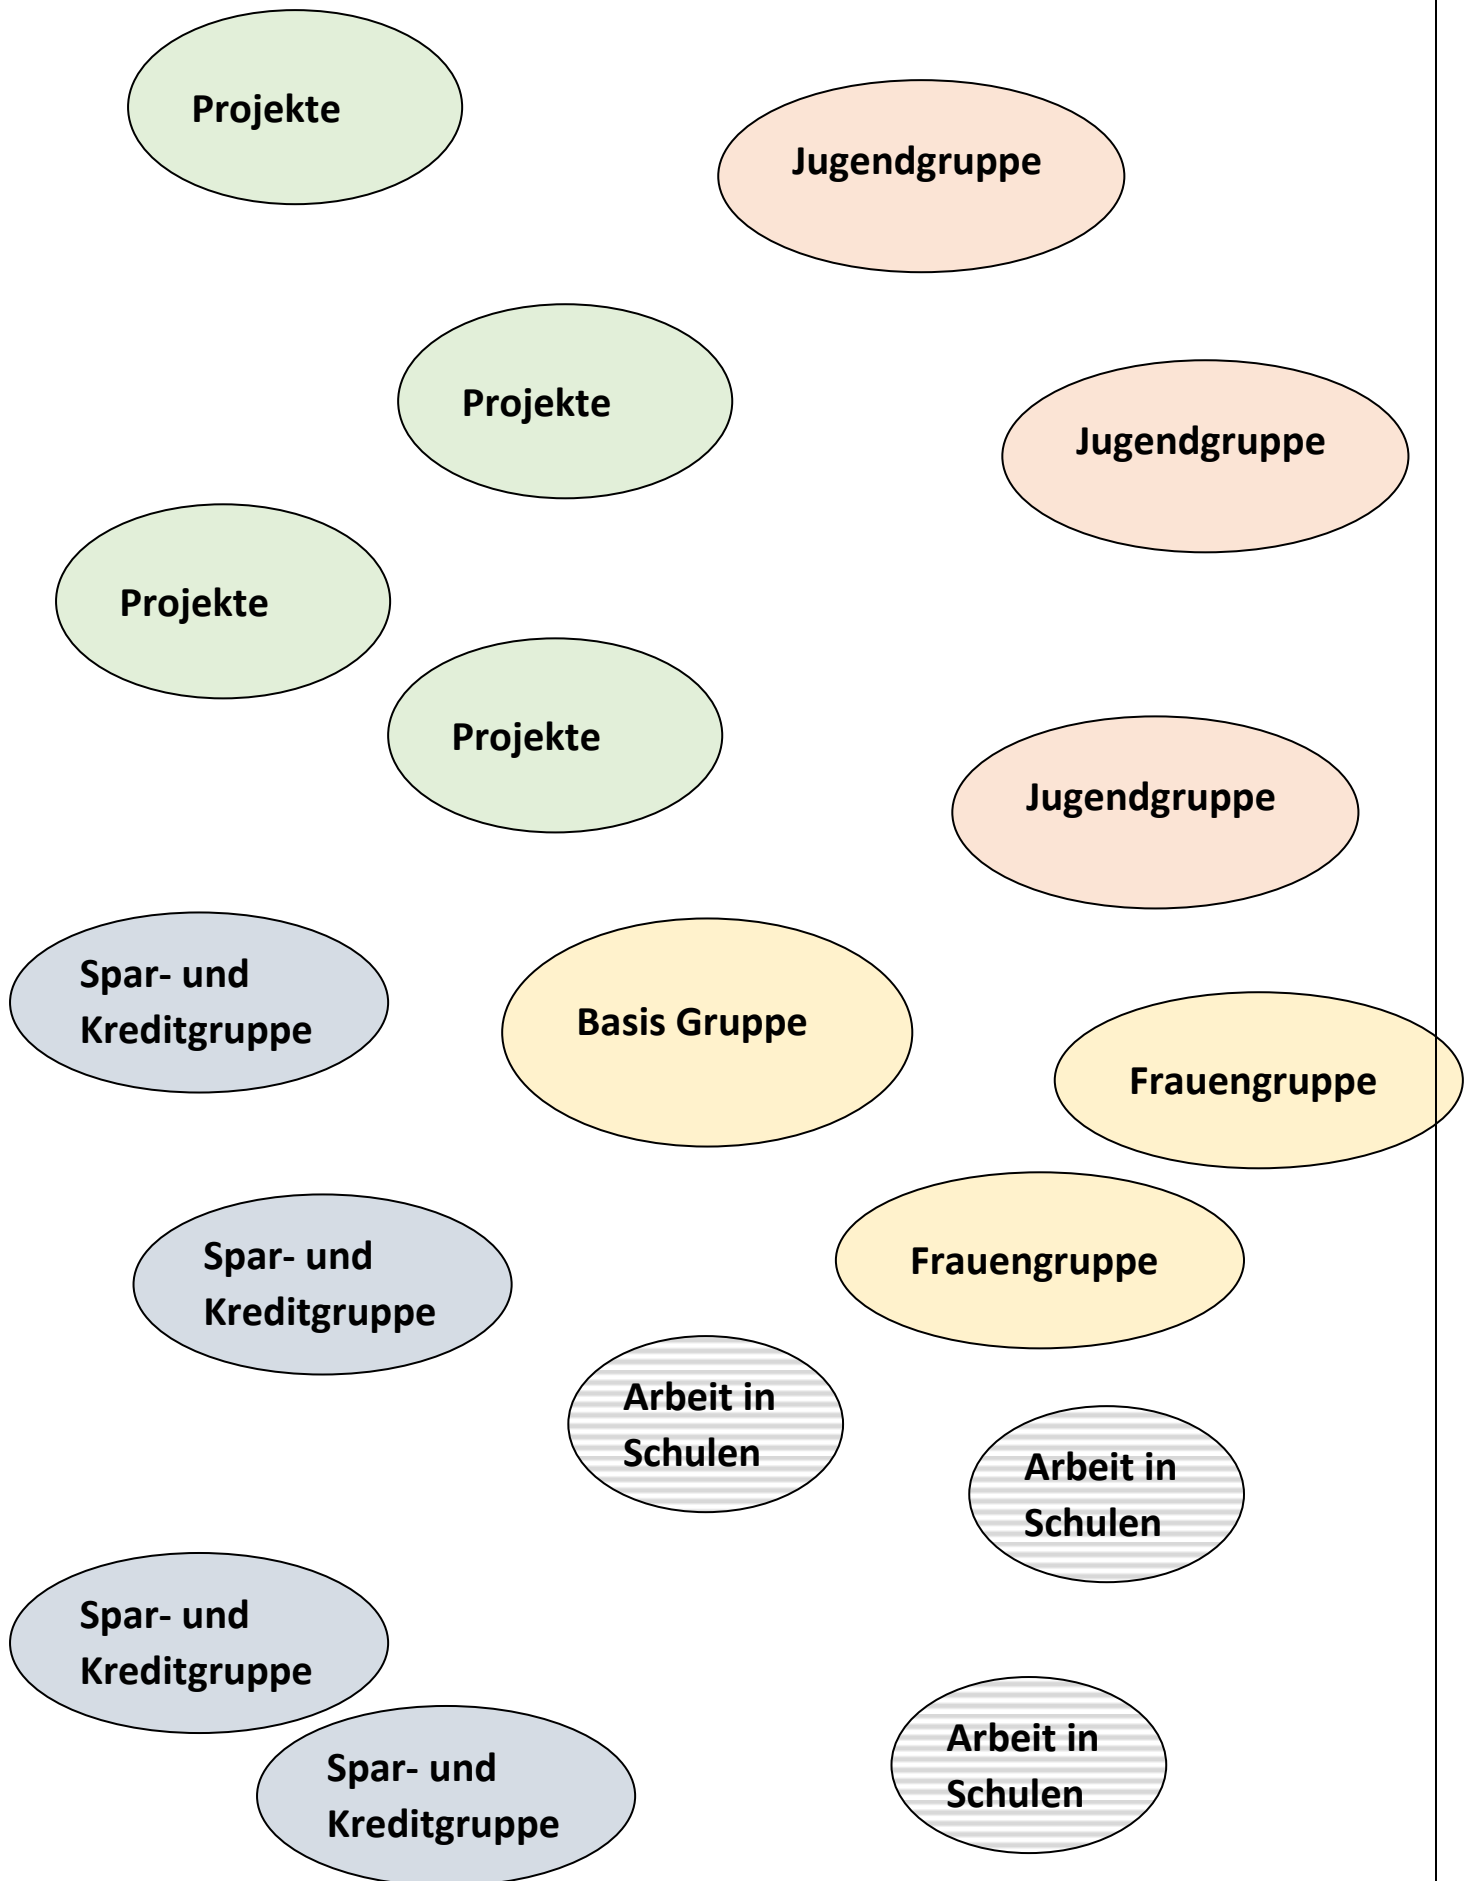 Projekte
Jugendgruppe
Projekte
Jugendgruppe
Projekte
Projekte
Jugendgruppe
Spar- und
Kreditgruppe
Basis Gruppe
Frauengruppe
Spar- und
Kreditgruppe
Frauengruppe
Arbeit in
Schulen
Arbeit in
Schulen
Spar- und
Kreditgruppe
Arbeit in
Schulen
Spar- und
Kreditgruppe